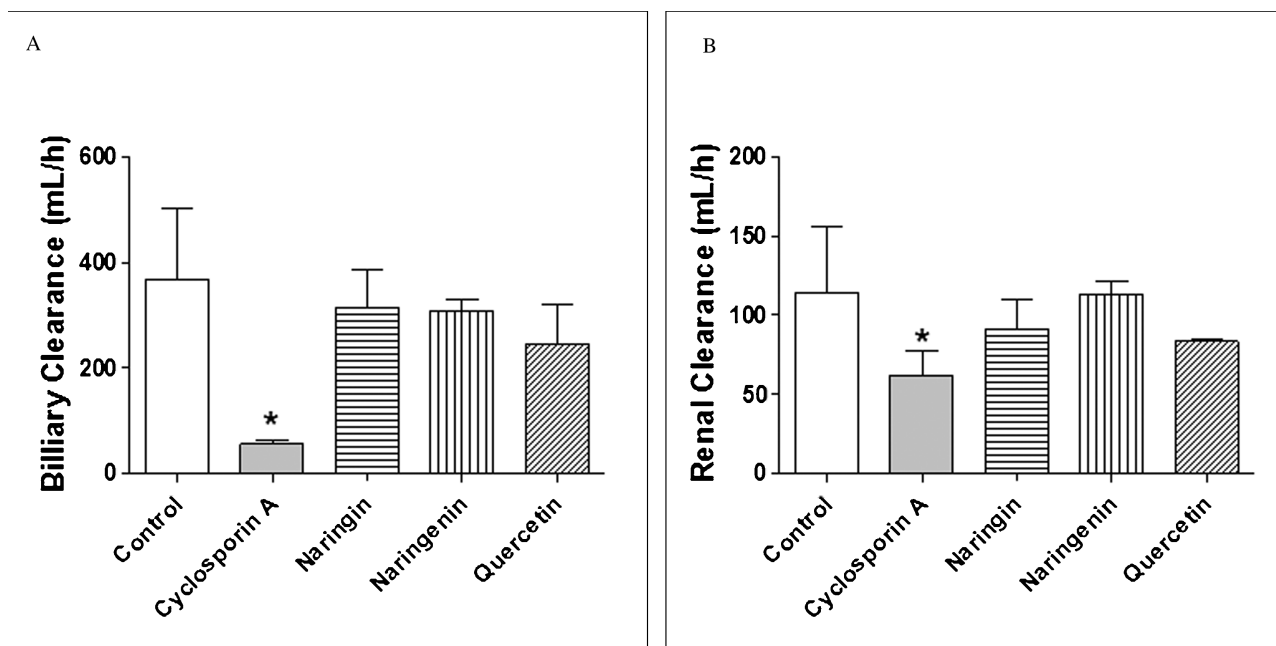 A
Billiary Clearance (mL/h)
600
400
200
0
*
Control
Cyclosporin A
Naringin
Naringenin
Quercetin
B
Renal Clearance (mL/h)
200
150
100
50
0
*
Control
Cyclosporin A
Naringin
Naringenin
Quercetin